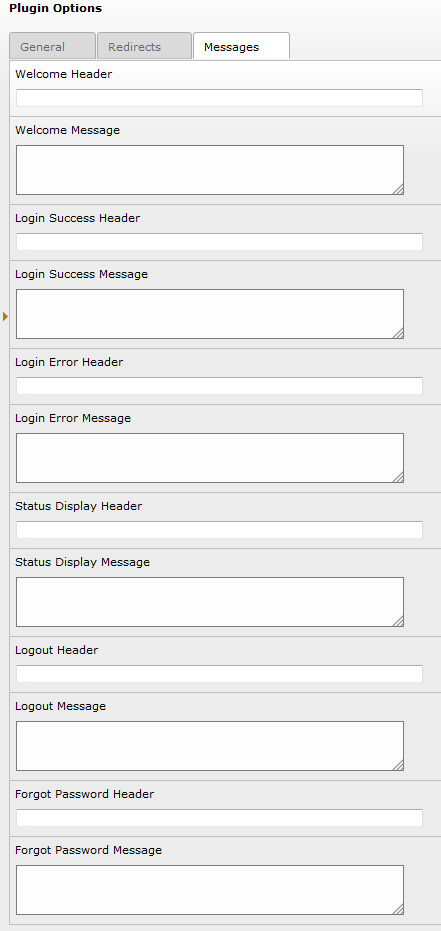 Plugin Options
General Redirects Messages
Welcome Header
Welcome Message
Login Success Header
Login Success Message
Login Error Header
Login Error Message
Status Display Header
Status Display Message
Logout Header
Logout Message
Forgot Password Header
Forgot Password Message